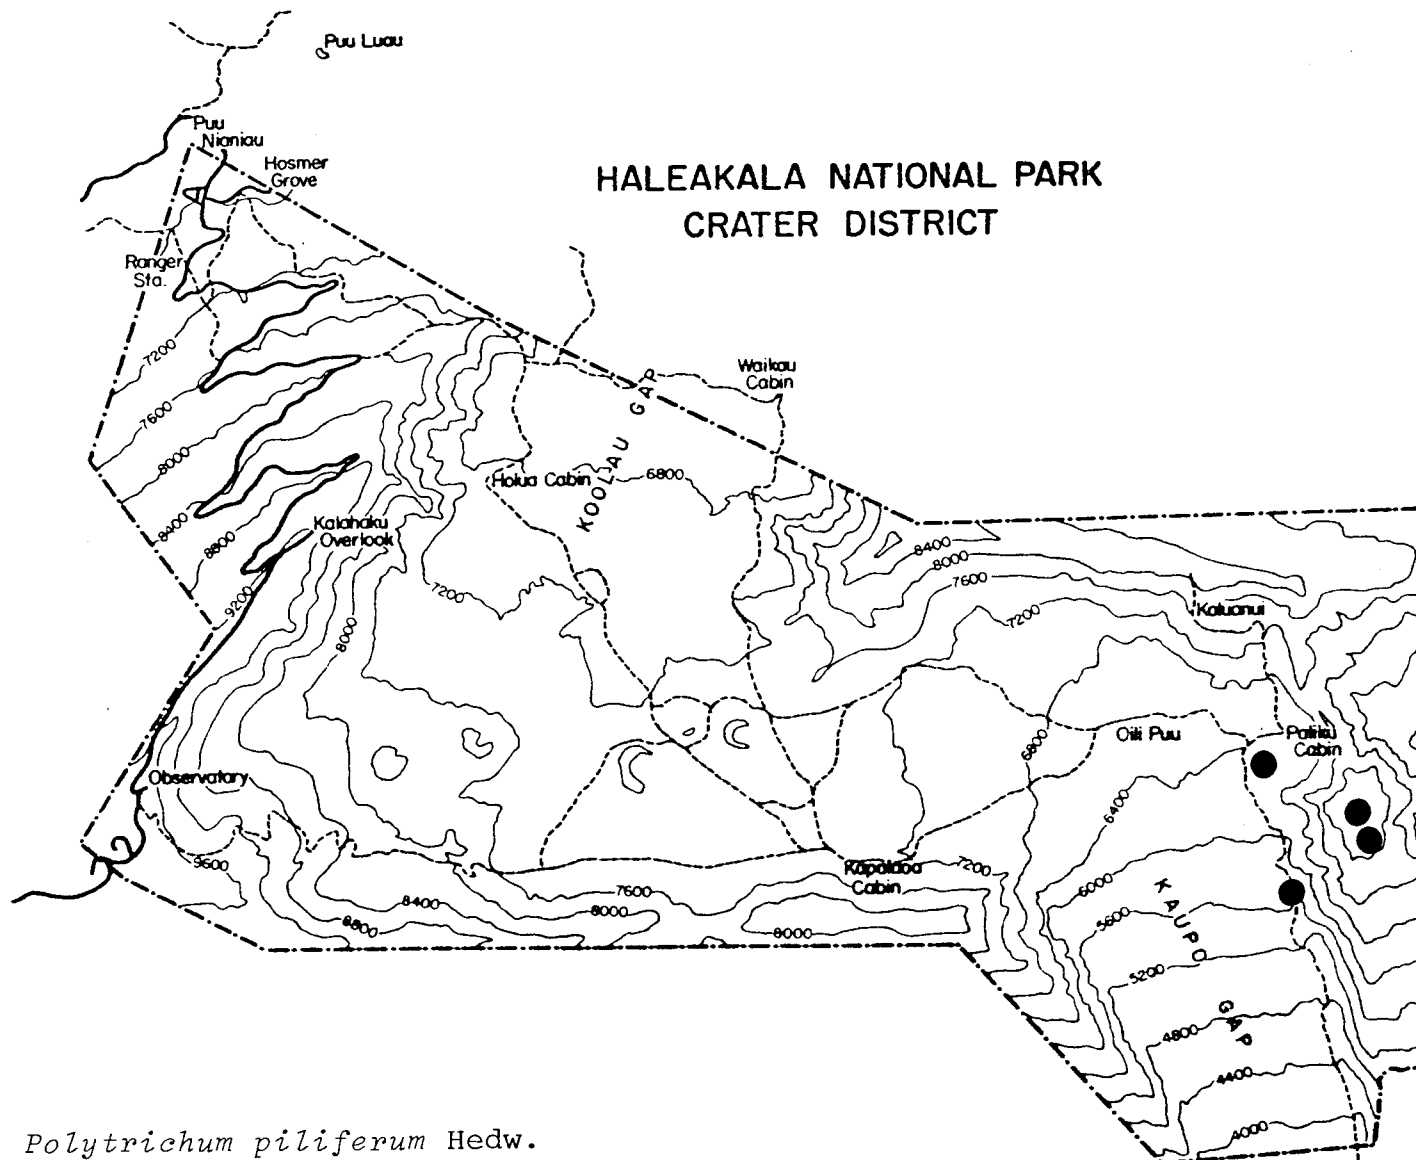 Puu Luau
Puu
Nianiau
Hosmer
Grove
HALEAKALA NATIONAL PARK
CRATER DISTRICT
Ranger
Sta.
7200
Waikau
Cabin
7600
KOOLAU GAP
8000
Holua Cabin
6800
8400
Kalahaku
Overlook
8800
8400
8000
7600
7200
9200
7200
Kaluanui
8000
6800
Oili Puu
Paliku
Cabin
Observatary
6400
9600
Kapalaoa
Cabin
7200
7600
8400
8000
8800
8000
6000
5600
KAUPO GAP
5200
4800
4400
4000
Polytrichum piliferum Hedw.